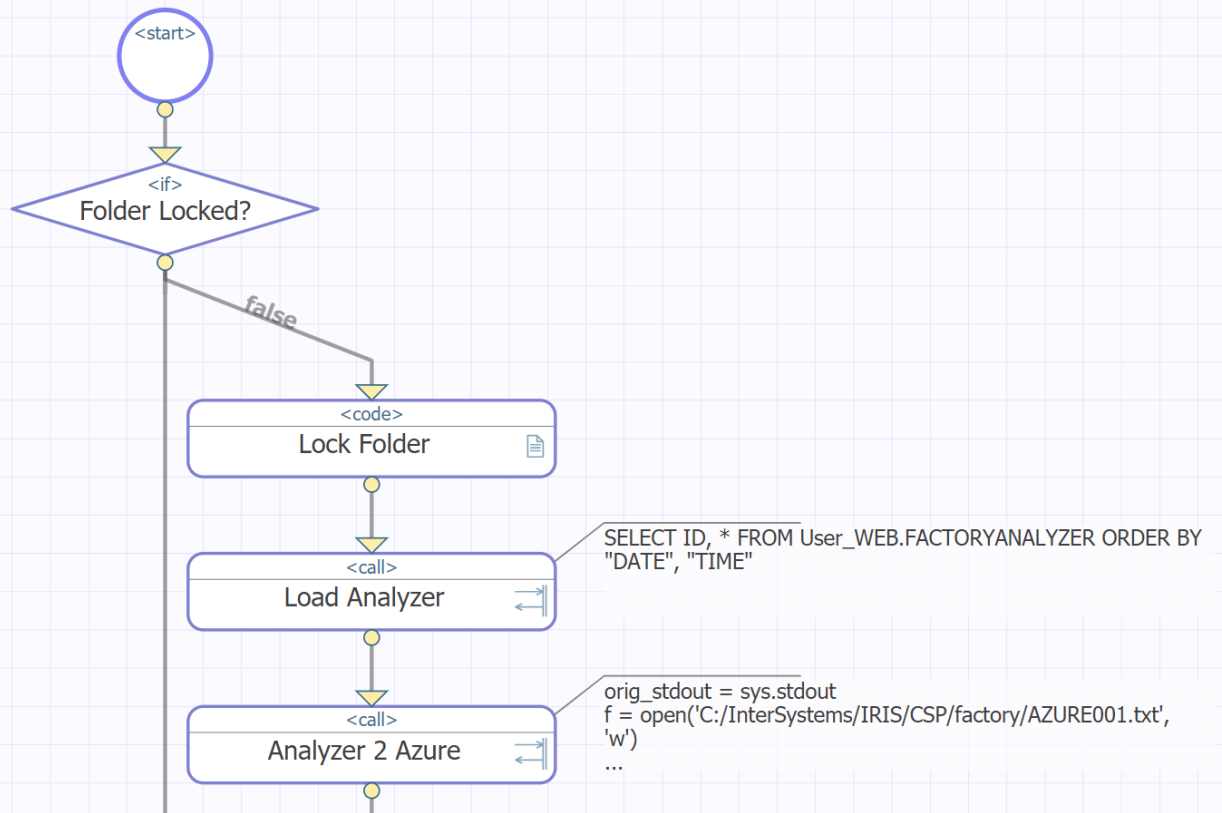 <start>
<if>
Folder Locked?
false
<code>
Lock Folder
<call>
Load Analyzer
SELECT ID, * FROM User_WEB.FACTORYANALYZER ORDER BY
"DATE", "TIME"
<call>
Analyzer 2 Azure
orig_stdout = sys.stdout
f = open('C:/InterSystems/IRIS/CSP/factory/AZURE001.txt',
'w')
...